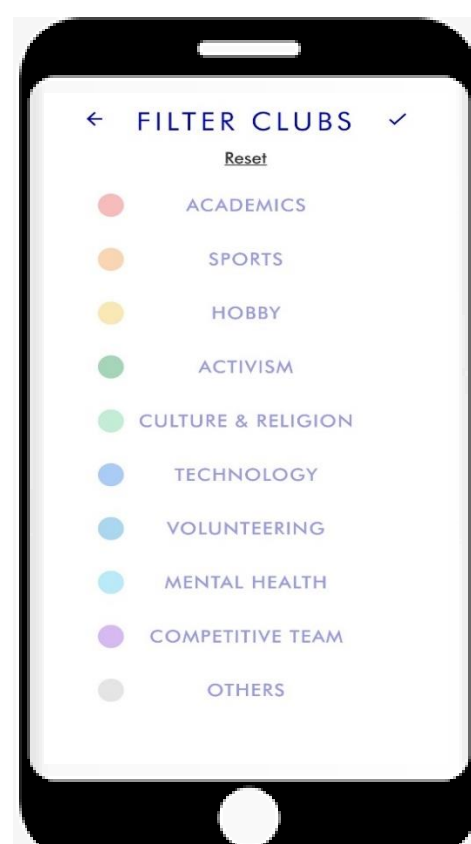 FILTER CLUBS
Reset
ACADEMICS
SPORTS
HOBBY
ACTIVISM
CULTURE & RELIGION
TECHNOLOGY
VOLUNTEERING
MENTAL HEALTH
COMPETITIVE TEAM
OTHERS